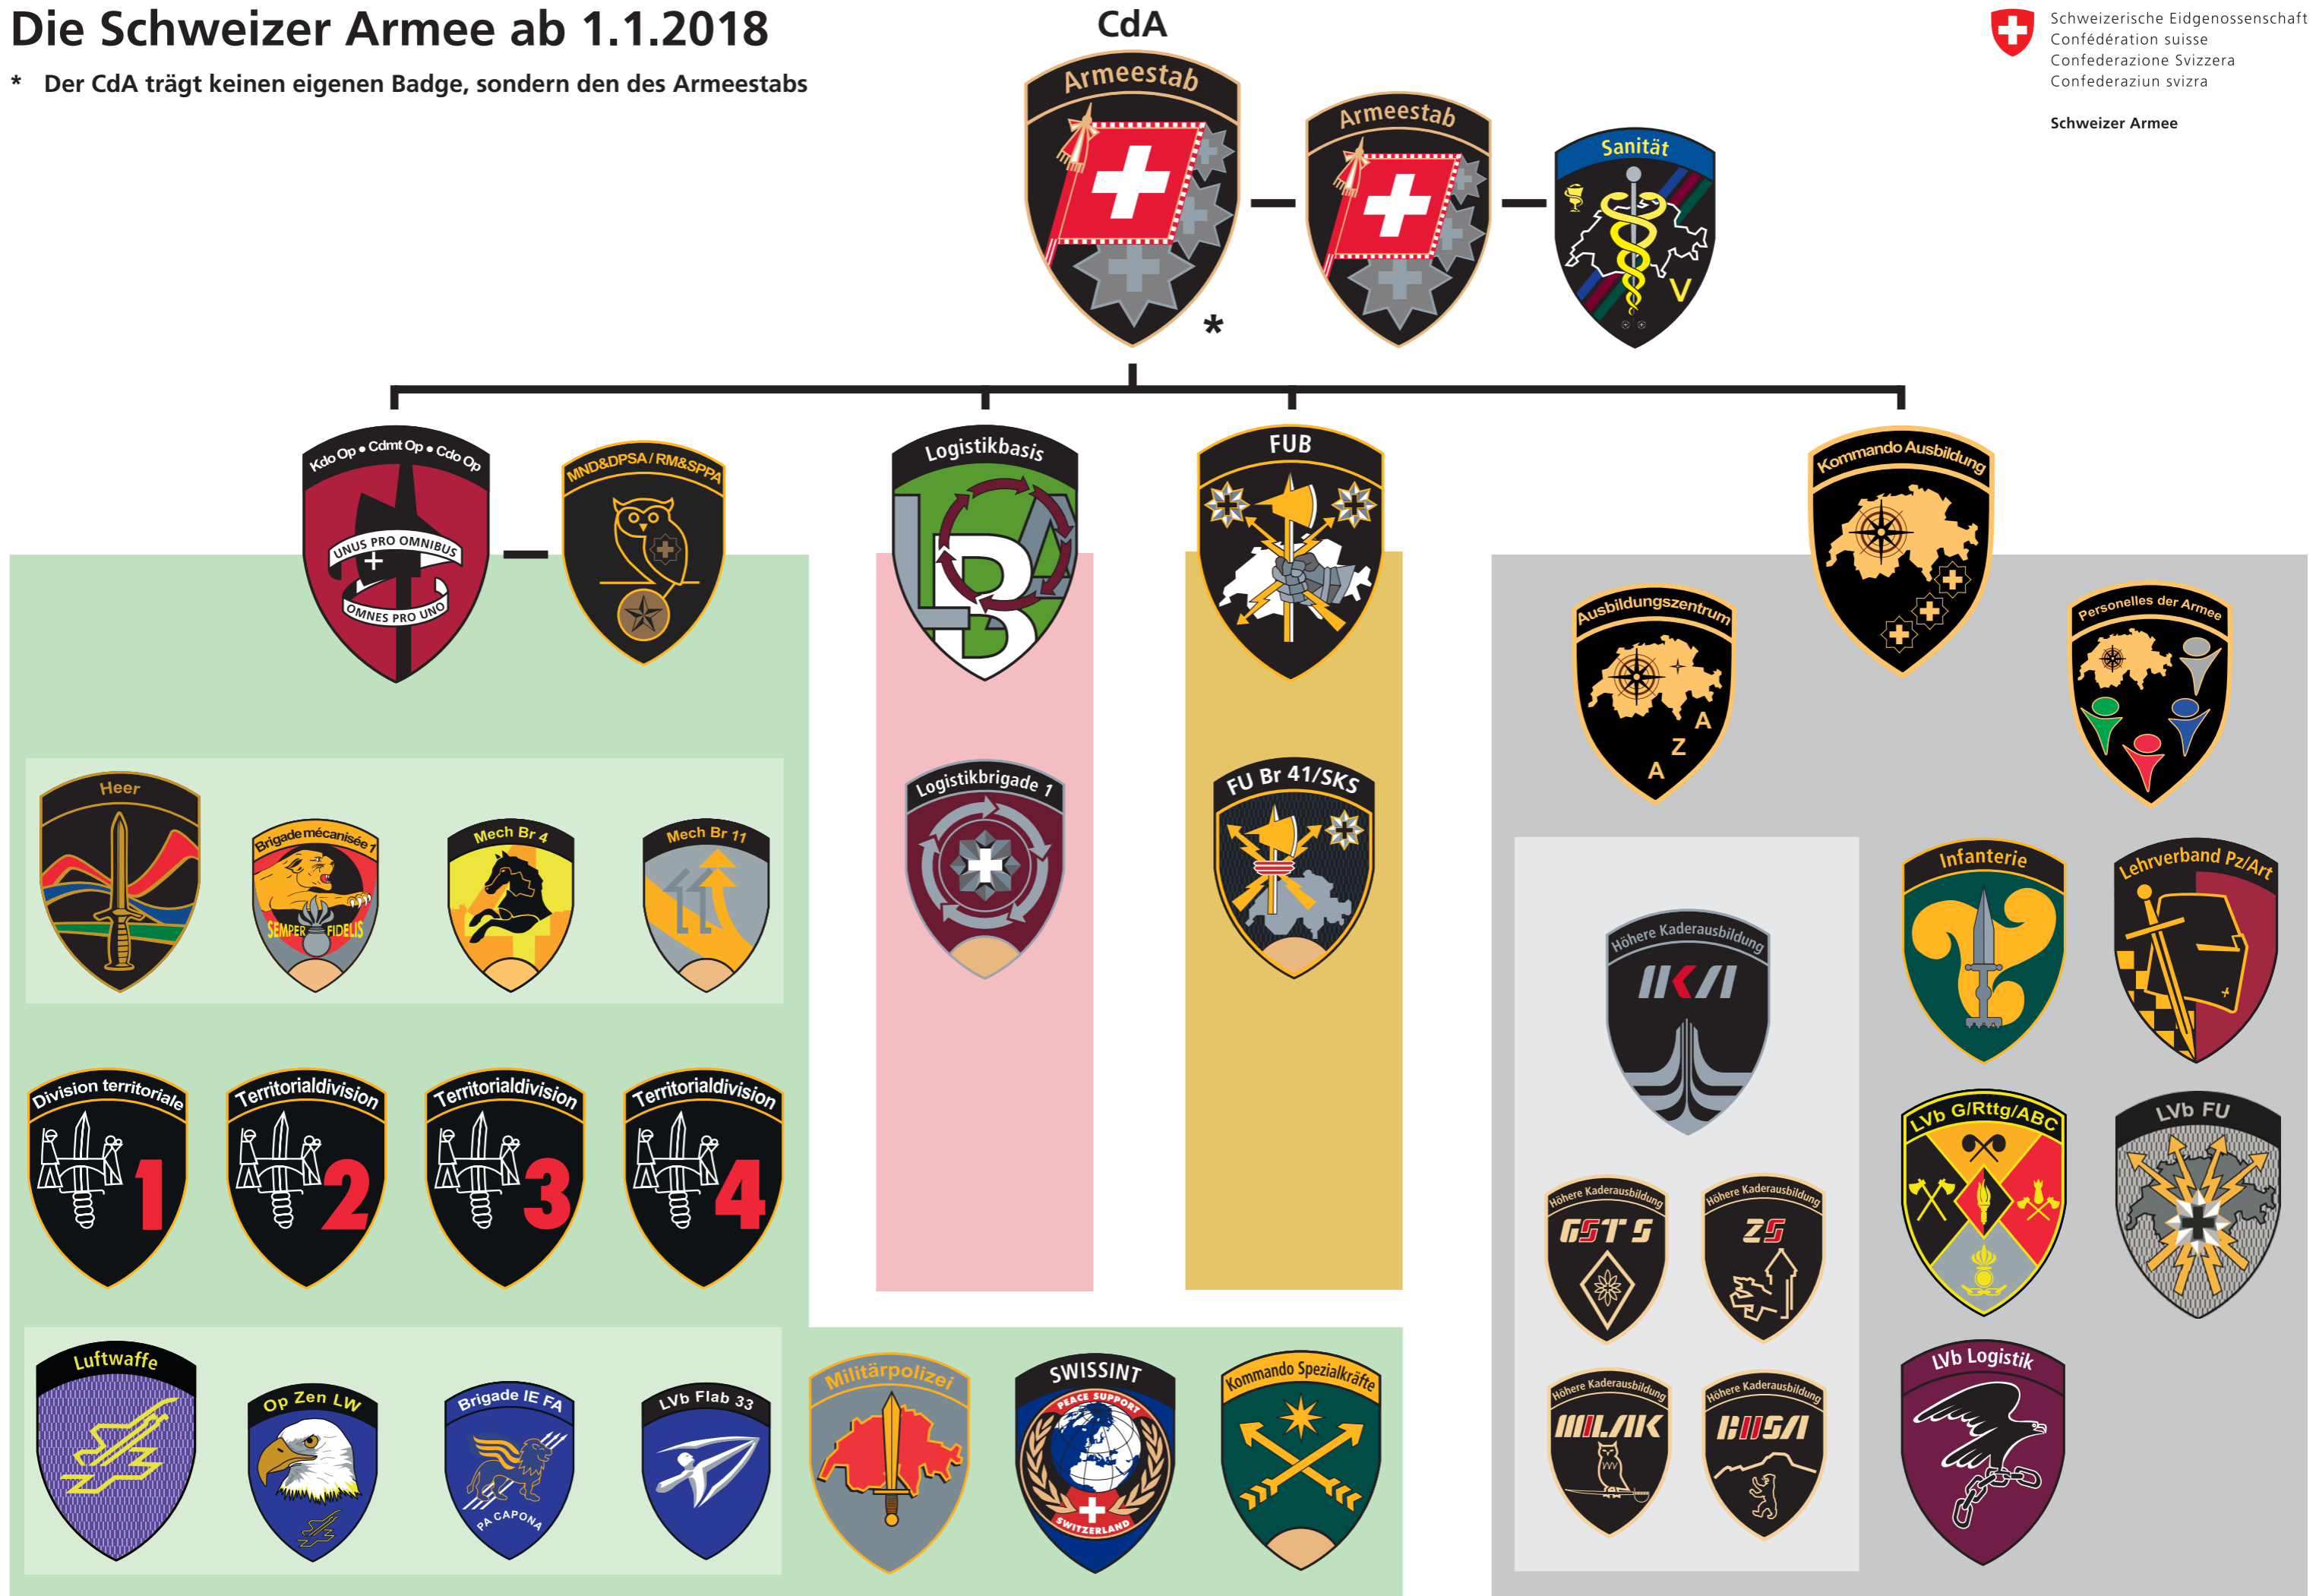 Die Schweizer Armee ab 1.1.2018
* Der CdA trägt keinen eigenen Badge, sondern den des Armeestabs
CdA
Schweizerische Eidgenossenschaft
Confédération suisse
Confederazione Svizzera
Confederaziun svizra
Schweizer Armee
Armeestab
*
Armeestab
Sanität
V
Kdo Op • Cdmt Op • Cdo Op
UNUS PRO OMNIBUS
OMNES PRO UNO
MND&DPSA / RM&SPPA
Logistikbasis
LBA
FUB
Kommando Ausbildung
Ausbildungszentrum
A
Z
A
Personelles der Armee
Heer
Brigade mécanisée 1
SEMPER FIDELIS
Mech Br 4
Mech Br 11
Logistikbrigade 1
FU Br 41/SKS
Höhere Kaderausbildung
HKA
Infanterie
Lehrverband Pz/Art
Division territoriale
1
Territorialdivision
2
Territorialdivision
3
Territorialdivision
4
Höhere Kaderausbildung
GSTS
Höhere Kaderausbildung
ZS
LVb G/Rttg/ABC
LVb FU
Luftwaffe
Op Zen LW
Brigade IE FA
PA CAPONA
LVb Flab 33
Militärpolizei
SWISSINT
PEACE SUPPORT
SWITZERLAND
Kommando Spezialkräfte
Höhere Kaderausbildung
MILAK
Höhere Kaderausbildung
BUSA
LVb Logistik